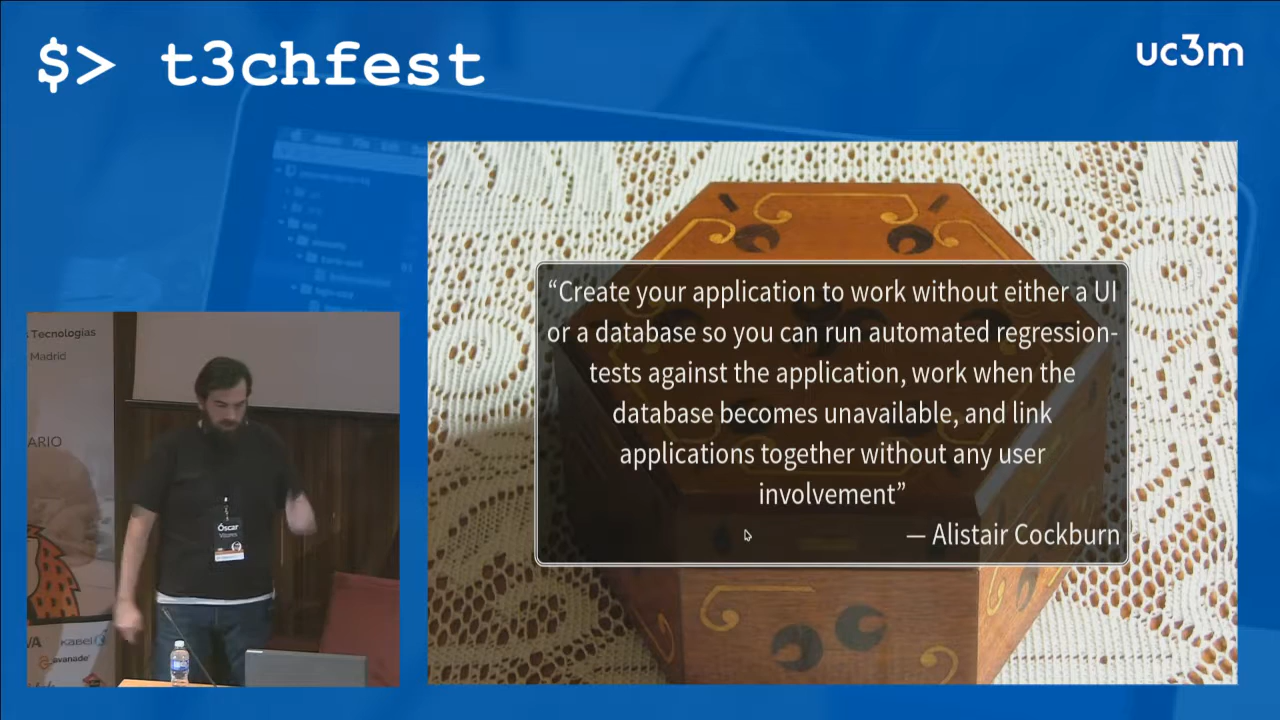 $> t3chfest
uc3m
“Create your application to work without either a UI
or a database so you can run automated regression-
tests against the application, work when the
database becomes unavailable, and link
applications together without any user
involvement”
— Alistair Cockburn
Tecnologías
Madrid
ARIO
Óscar
VA
KABEL
avanade